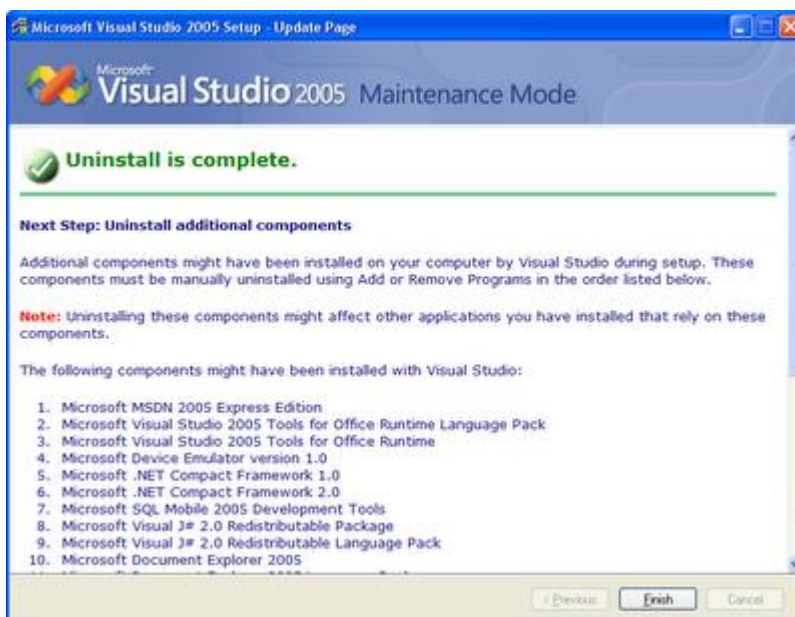 Microsoft Visual Studio 2005 Setup - Update Page
Microsoft
Visual Studio 2005 Maintenance Mode
Uninstall is complete.
Next Step: Uninstall additional components
Additional components might have been installed on your computer by Visual Studio during setup. These
components must be manually uninstalled using Add or Remove Programs in the order listed below.
Note: Uninstalling these components might affect other applications you have installed that rely on these
components.
The following components might have been installed with Visual Studio:
1. Microsoft MSDN 2005 Express Edition
2. Microsoft Visual Studio 2005 Tools for Office Runtime Language Pack
3. Microsoft Visual Studio 2005 Tools for Office Runtime
4. Microsoft Device Emulator version 1.0
5. Microsoft .NET Compact Framework 1.0
6. Microsoft .NET Compact Framework 2.0
7. Microsoft SQL Mobile 2005 Development Tools
8. Microsoft Visual J# 2.0 Redistributable Package
9. Microsoft Visual J# 2.0 Redistributable Language Pack
10. Microsoft Document Explorer 2005
< Previous Finish Cancel